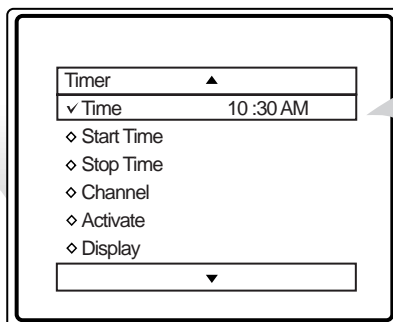 Timer ▲
✓ Time 10 :30 AM
◇ Start Time
◇ Stop Time
◇ Channel
◇ Activate
◇ Display
▼